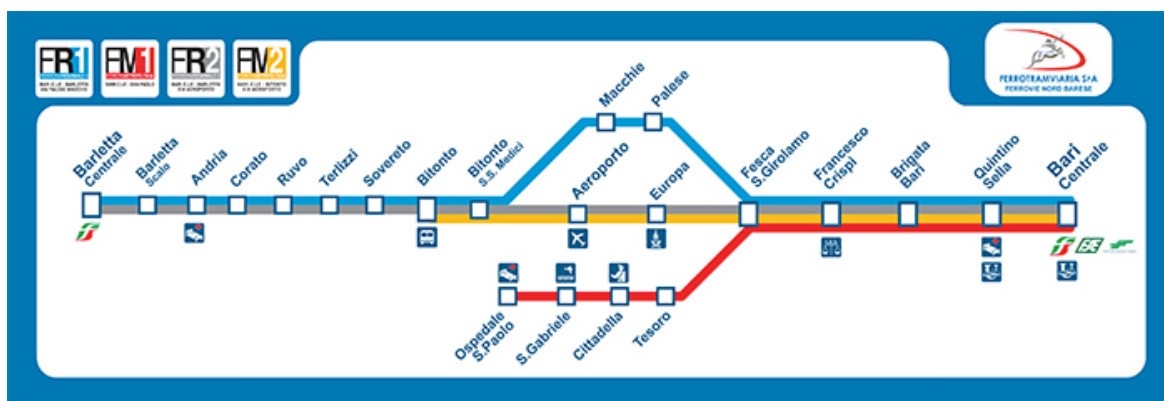 FR1
FM1
FR2
FM2
FERROTRAMVIARIA SpA
FERROVIE NORD BARESE
Barletta
Centrale
Barletta
Scalo
Andria
Corato
Ruvo
Terlizzi
Sovereto
Bitonto
Bitonto
S.S. Medici
Macchie
Palese
Aeroporto
Europa
Fesca
S.Girolamo
Francesco
Crispi
Brigata
Bari
Quintino
Sella
Bari
Centrale
Ospedale
S.Paolo
S.Gabriele
Cittadella
Tesoro